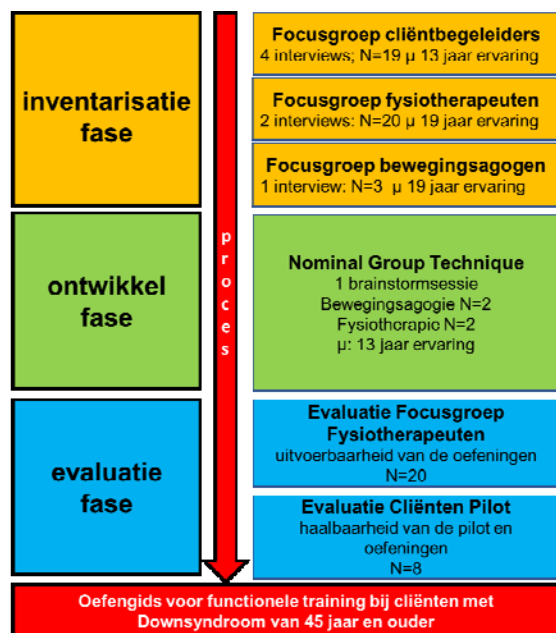 inventarisatie
fase
Focusgroep cliëntbegeleiders
4 interviews; N=19 µ 13 jaar ervaring
Focusgroep fysiotherapeuten
2 interviews: N=20 µ 19 jaar ervaring
Focusgroep bewegingsagogen
1 interview: N=3 µ 19 jaar ervaring
proces
ontwikkel
fase
Nominal Group Technique
1 brainstormsessie
Bewegingsagogie N=2
Fysiotherapie N=2
µ: 13 jaar ervaring
evaluatie
fase
Evaluatie Focusgroep
Fysiotherapeuten
uitvoerbaarheid van de oefeningen
N=20
Evaluatie Cliënten Pilot
haalbaarheid van de pilot en
oefeningen
N=8
Oefengids voor functionele training bij cliënten met
Downsyndroom van 45 jaar en ouder